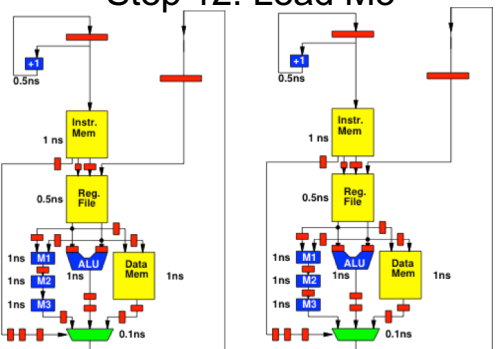 Step 12: Load Mo
+1
0.5ns
Instr.
Mem
1 ns
Reg.
File
0.5ns
1ns
M1
ALU
1ns
Data
Mem
1ns
1ns
M2
1ns
M3
0.1ns
+1
0.5ns
Instr.
Mem
1 ns
Reg.
File
0.5ns
1ns
M1
ALU
1ns
Data
Mem
1ns
1ns
M2
1ns
M3
0.1ns